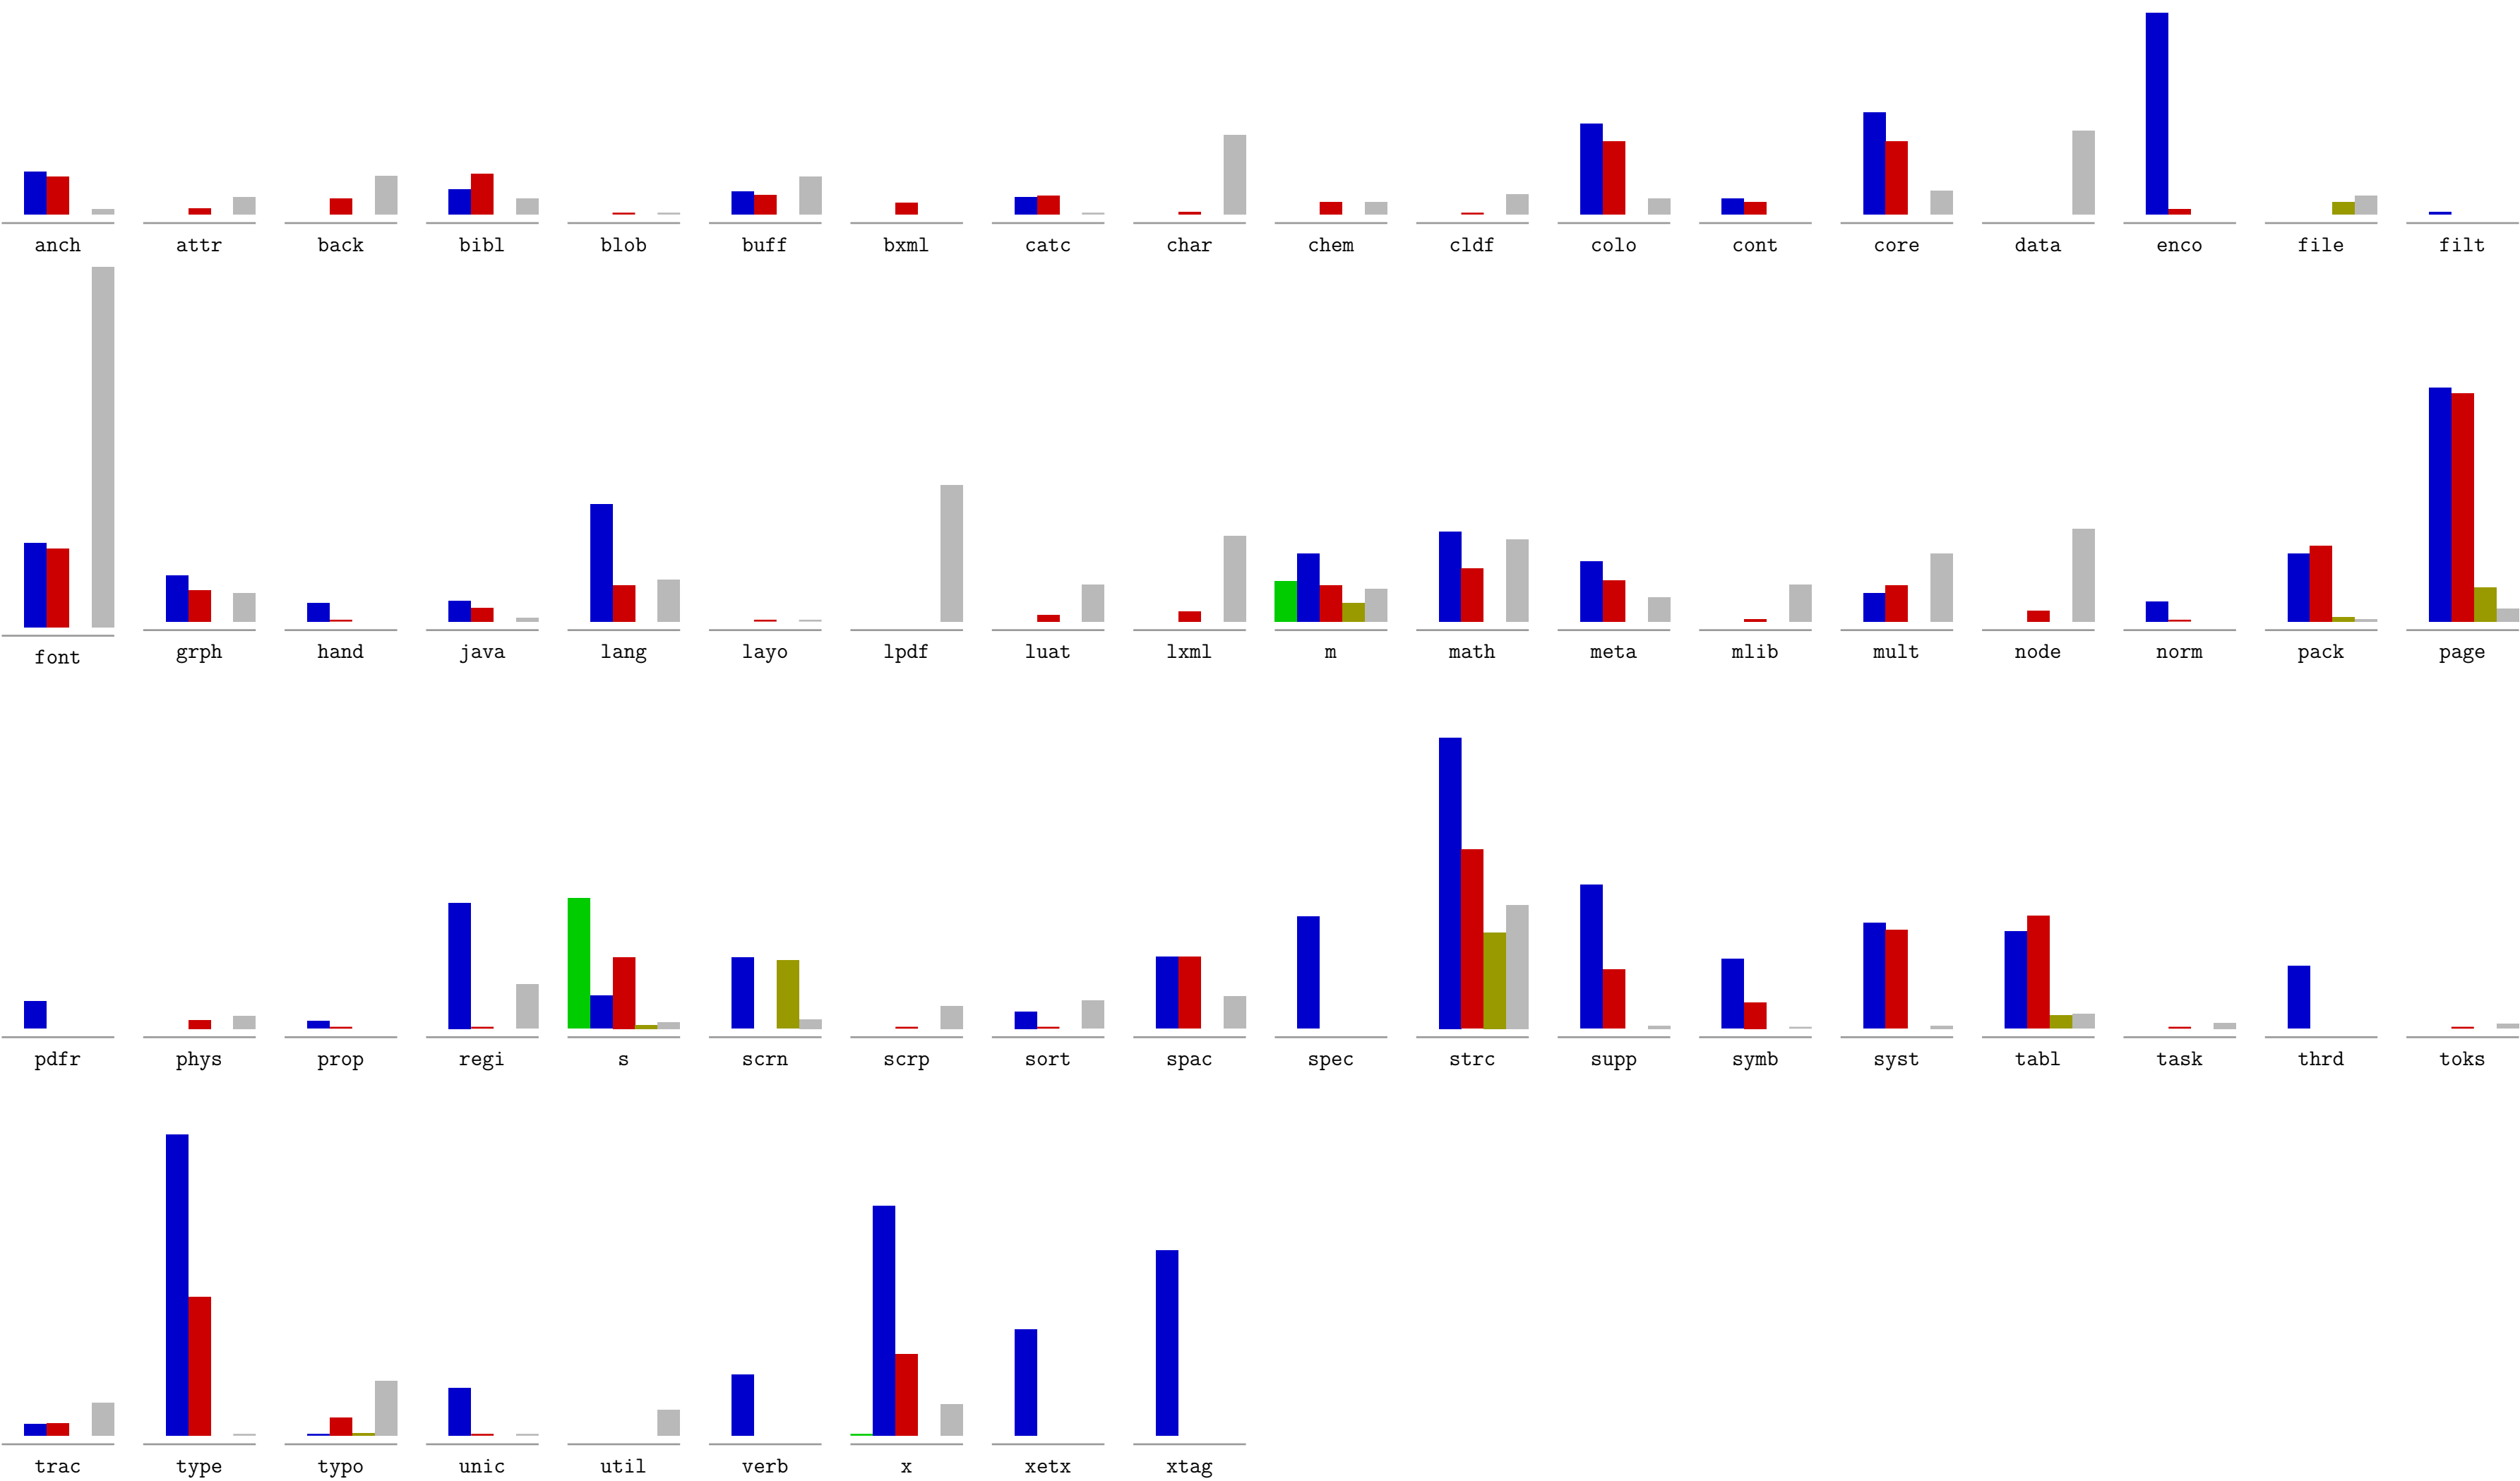 anch attr back bibl blob buff bxml catc char chem cldf colo cont core data enco file filt
font grph hand java lang layo lpdf luat lxml m math meta mlib mult node norm pack page
pdfr phys prop regi s scrn scrp sort spac spec strc supp symb syst tabl task thrd toks
trac type typo unic util verb x xetx xtag